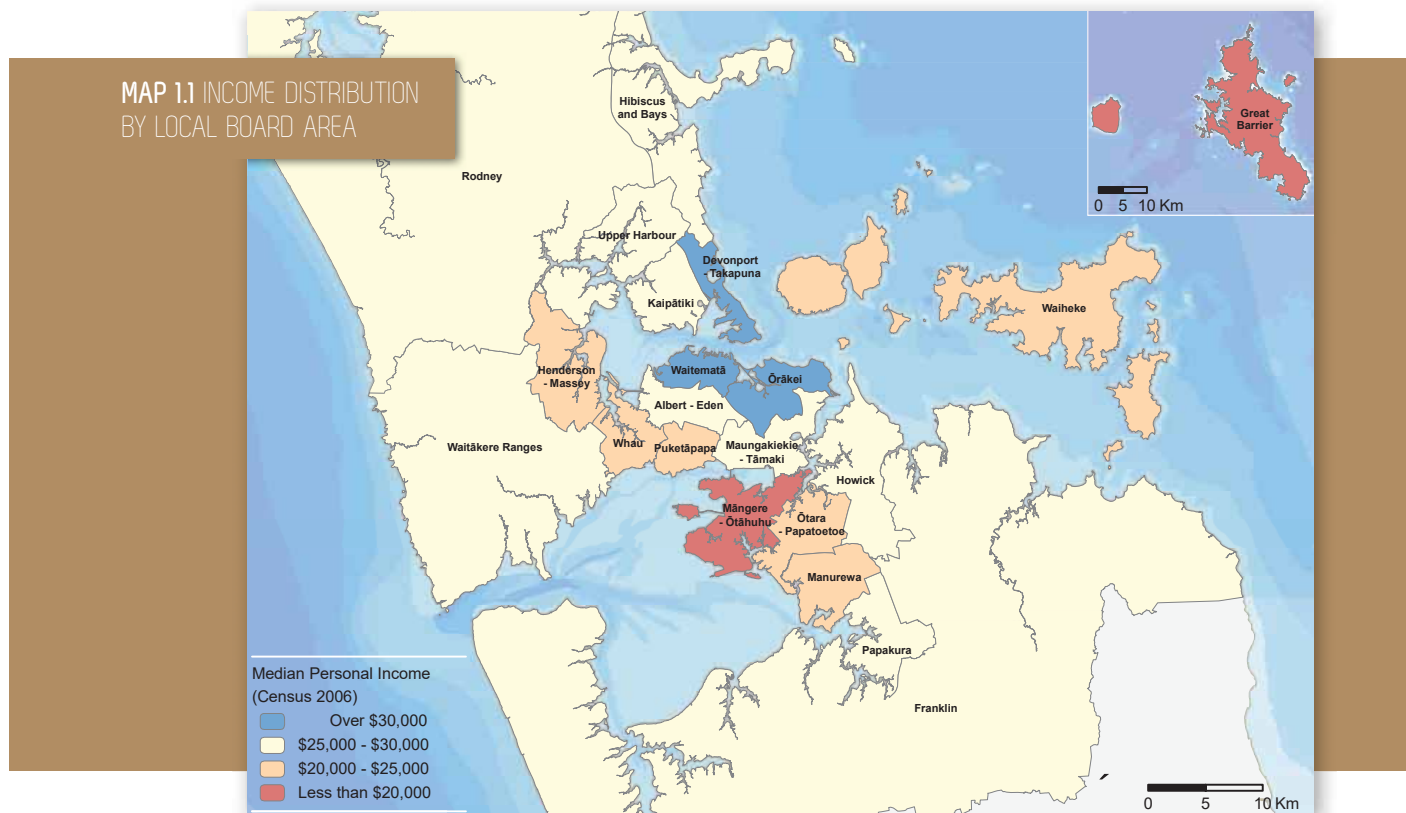 MAP 1.1 INCOME DISTRIBUTION
BY LOCAL BOARD AREA
Great
Barrier
0 5 10 Km
Hibiscus
and Bays
Rodney
Upper Harbour
Devonport
- Takapuna
Kaipātiki
Waiheke
Henderson
- Massey
Waitematā
Ōrākei
Albert - Eden
Waitākere Ranges
Whau
Puketāpapa
Maungakiekie
- Tāmaki
Howick
Māngere
- Ōtāhuhu
Ōtara
- Papatoetoe
Manurewa
Papakura
Franklin
Median Personal Income
(Census 2006)
Over $30,000
$25,000 - $30,000
$20,000 - $25,000
Less than $20,000
0 5 10 Km